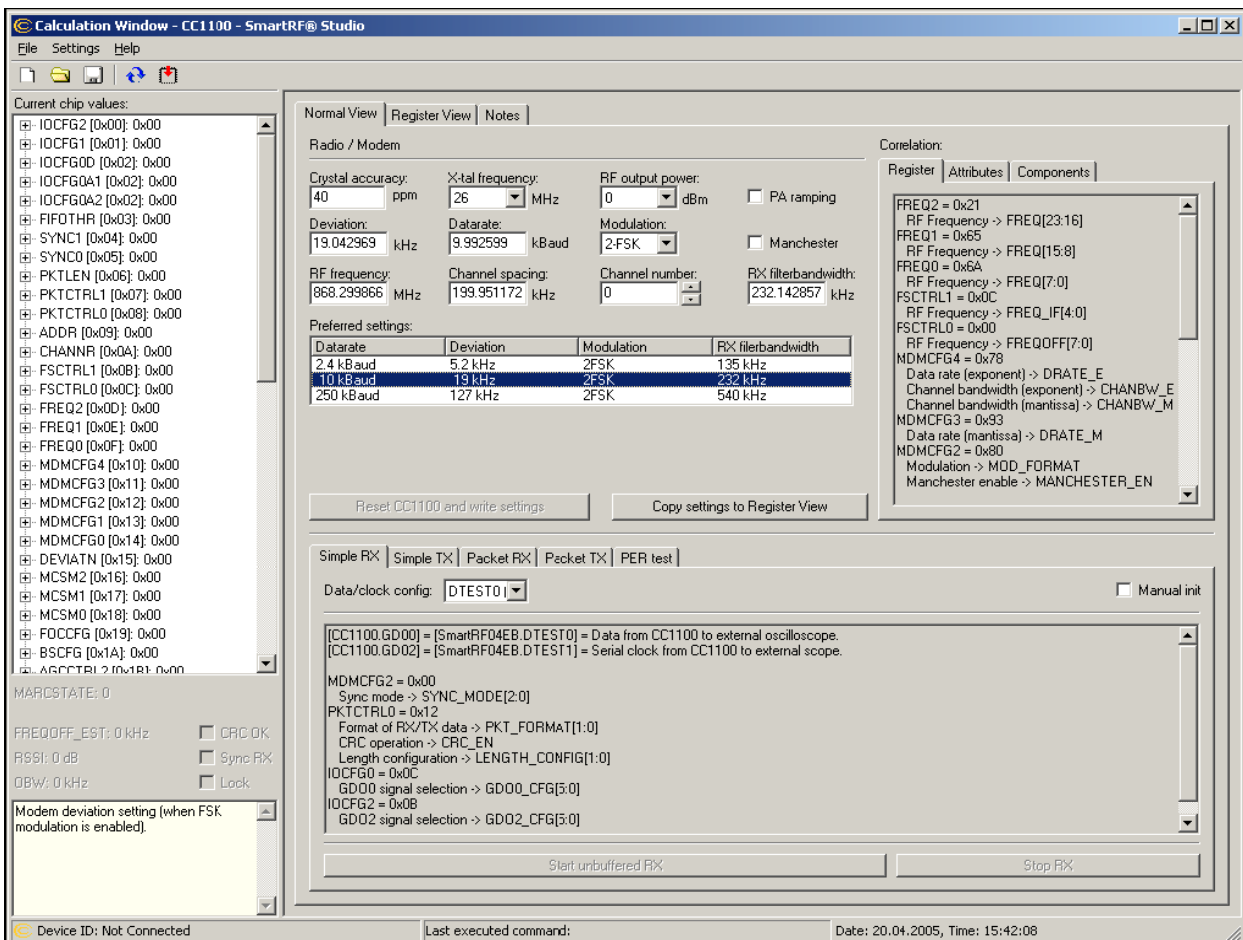 Calculation Window - CC1100 - SmartRF® Studio
File Settings Help
Current chip values:
IOCFG2 [0x00]: 0x00
IOCFG1 [0x01]: 0x00
IOCFG0D [0x02]: 0x00
IOCFG0A1 [0x02]: 0x00
IOCFG0A2 [0x02]: 0x00
FIFOTHR [0x03]: 0x00
SYNC1 [0x04]: 0x00
SYNC0 [0x05]: 0x00
PKTLEN [0x06]: 0x00
PKTCTRL1 [0x07]: 0x00
PKTCTRL0 [0x08]: 0x00
ADDR [0x09]: 0x00
CHANNR [0x0A]: 0x00
FSCTRL1 [0x0B]: 0x00
FSCTRL0 [0x0C]: 0x00
FREQ2 [0x0D]: 0x00
FREQ1 [0x0E]: 0x00
FREQ0 [0x0F]: 0x00
MDMCFG4 [0x10]: 0x00
MDMCFG3 [0x11]: 0x00
MDMCFG2 [0x12]: 0x00
MDMCFG1 [0x13]: 0x00
MDMCFG0 [0x14]: 0x00
DEVIATN [0x15]: 0x00
MCSM2 [0x16]: 0x00
MCSM1 [0x17]: 0x00
MCSM0 [0x18]: 0x00
FOCCFG [0x19]: 0x00
BSCFG [0x1A]: 0x00
AGCCTRL2 [0x1B]: 0x00
MARCSTATE: 0
FREQOFF_EST: 0 kHz CRC OK
RSSI: 0 dB Sync RX
OBW: 0 kHz Lock
Modem deviation setting (when FSK
modulation is enabled).
Normal View Register View Notes
Radio / Modem
Crystal accuracy: X-tal frequency: RF output power:
40 ppm 26 MHz 0 dBm PA ramping
Deviation: Datarate: Modulation:
19.042969 kHz 9.992599 kBaud 2-FSK Manchester
RF frequency: Channel spacing: Channel number: RX filterbandwidth:
868.299866 MHz 199.951172 kHz 0 232.142857 kHz
Preferred settings:
Datarate Deviation Modulation RX filerbandwidth
2.4 kBaud 5.2 kHz 2FSK 135 kHz
10 kBaud 19 kHz 2FSK 232 kHz
250 kBaud 127 kHz 2FSK 540 kHz
Reset CC1100 and write settings Copy settings to Register View
Correlation:
Register Attributes Components
FREQ2 = 0x21
RF Frequency -> FREQ[23:16]
FREQ1 = 0x65
RF Frequency -> FREQ[15:8]
FREQ0 = 0x6A
RF Frequency -> FREQ[7:0]
FSCTRL1 = 0x0C
RF Frequency -> FREQ_IF[4:0]
FSCTRL0 = 0x00
RF Frequency -> FREQOFF[7:0]
MDMCFG4 = 0x78
Data rate (exponent) -> DRATE_E
Channel bandwidth (exponent) -> CHANBW_E
Channel bandwidth (mantissa) -> CHANBW_M
MDMCFG3 = 0x93
Data rate (mantissa) -> DRATE_M
MDMCFG2 = 0x80
Modulation -> MOD_FORMAT
Manchester enable -> MANCHESTER_EN
Simple RX Simple TX Packet RX Packet TX PER test
Data/clock config: DTEST0 Manual init
[CC1100.GDO0] = [SmartRF04EB.DTEST0] = Data from CC1100 to external oscilloscope.
[CC1100.GDO2] = [SmartRF04EB.DTEST1] = Serial clock from CC1100 to external scope.
MDMCFG2 = 0x00
Sync mode -> SYNC_MODE[2:0]
PKTCTRL0 = 0x12
Format of RX/TX data -> PKT_FORMAT[1:0]
CRC operation -> CRC_EN
Length configuration -> LENGTH_CONFIG[1:0]
IOCFG0 = 0x0C
GDO0 signal selection -> GDO0_CFG[5:0]
IOCFG2 = 0x0B
GDO2 signal selection -> GDO2_CFG[5:0]
Start unbuffered RX Stop RX
Device ID: Not Connected Last executed command: Date: 20.04.2005, Time: 15:42:08